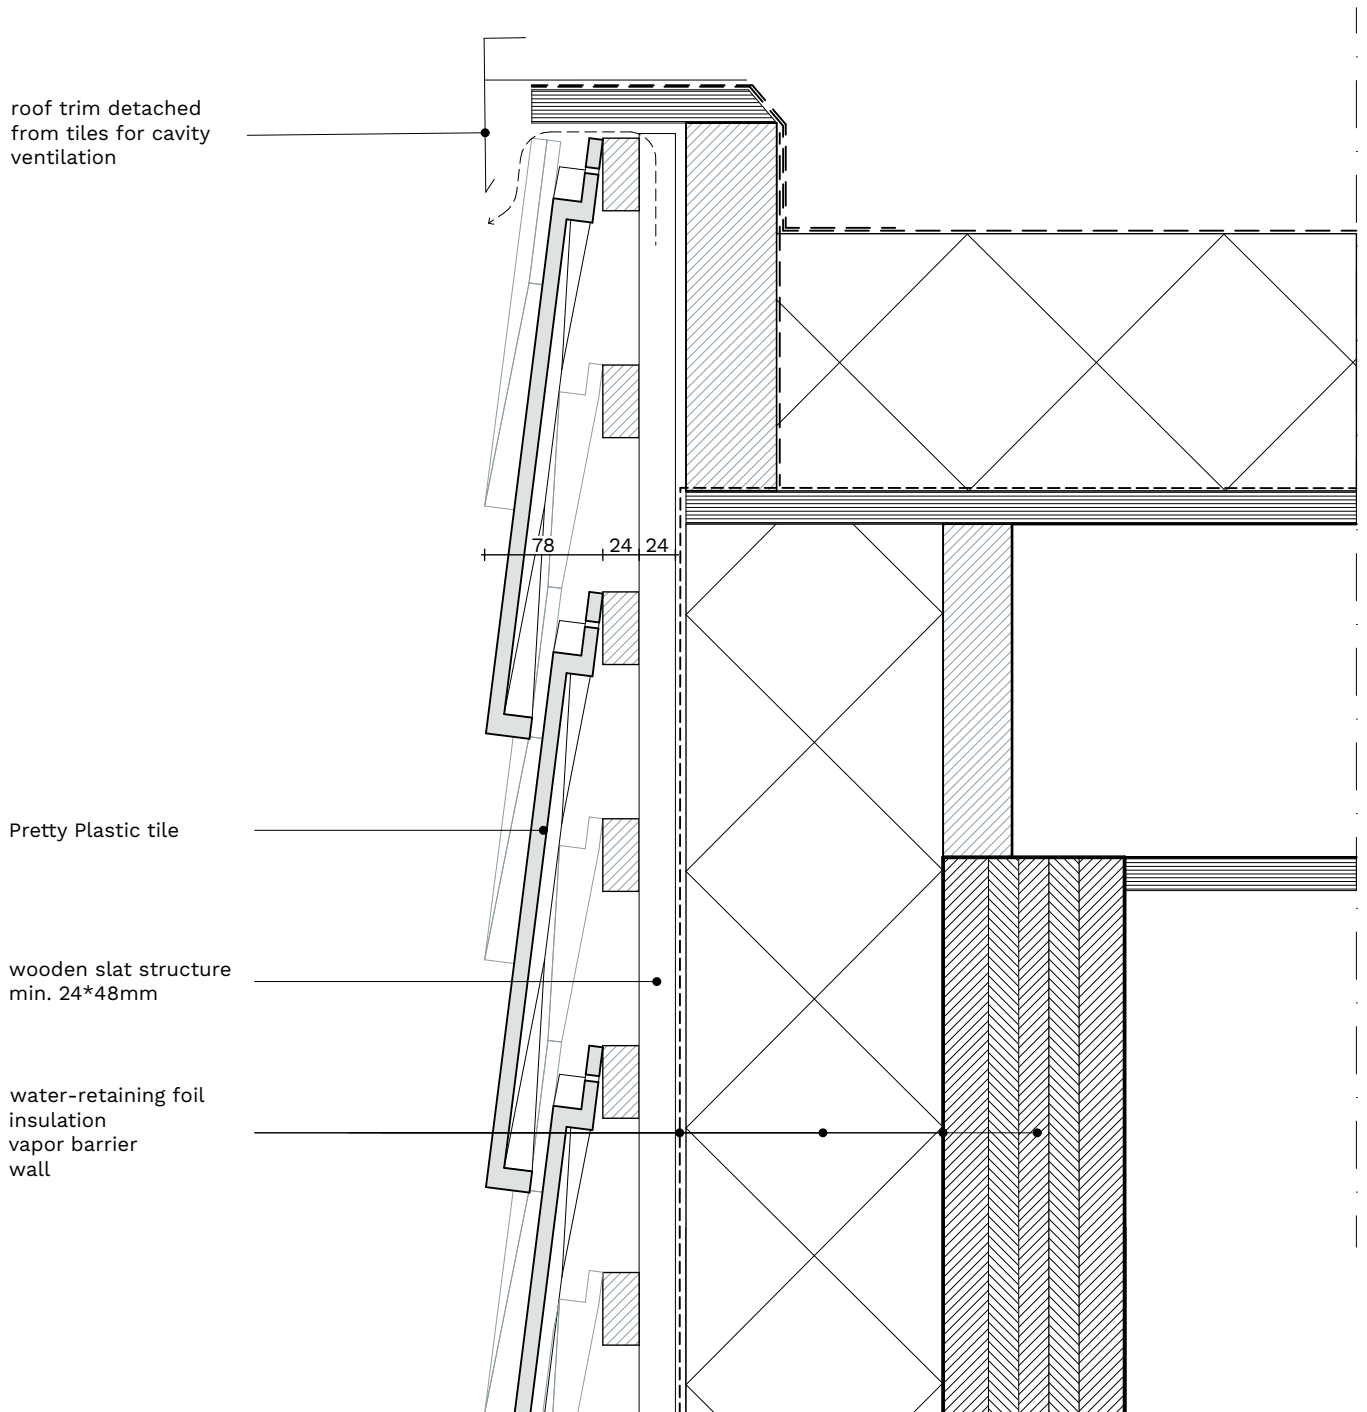 roof trim detached
from tiles for cavity
ventilation
78 24 24
Pretty Plastic tile
wooden slat structure
min. 24*48mm
water-retaining foil
insulation
vapor barrier
wall